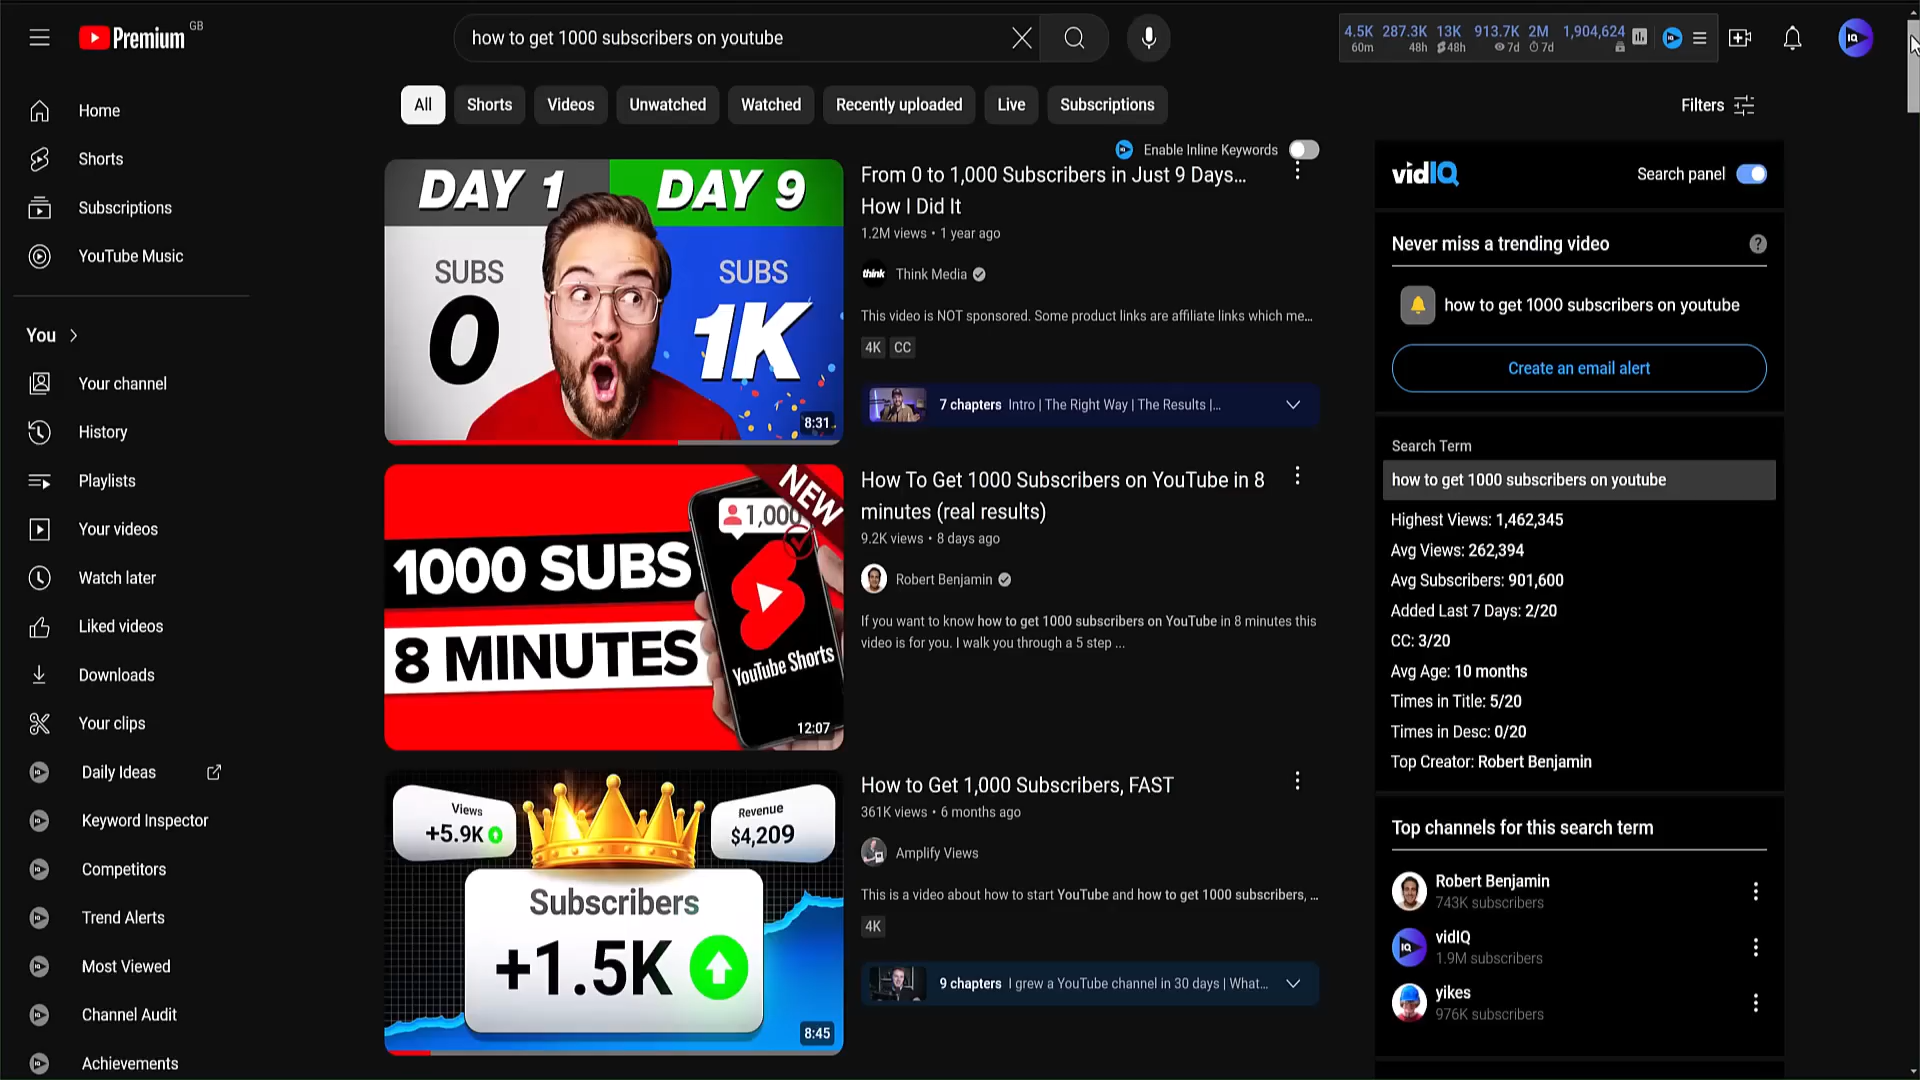 Premium GB
how to get 1000 subscribers on youtube
4.5K 287.3K 13K 913.7K 2M 1,904,624
60m 48h 48h 7d 7d
Home
Shorts
Subscriptions
YouTube Music
You
Your channel
History
Playlists
Your videos
Watch later
Liked videos
Downloads
Your clips
Daily Ideas
Keyword Inspector
Competitors
Trend Alerts
Most Viewed
Channel Audit
Achievements
All Shorts Videos Unwatched Watched Recently uploaded Live Subscriptions
Filters
Enable Inline Keywords
DAY 1 DAY 9
SUBS SUBS
0 1K
8:31
From 0 to 1,000 Subscribers in Just 9 Days...
How I Did It
1.2M views • 1 year ago
think Think Media
This video is NOT sponsored. Some product links are affiliate links which me...
4K CC
7 chapters Intro | The Right Way | The Results |...
NEW
1,000
1000 SUBS
8 MINUTES
YouTube Shorts
12:07
How To Get 1000 Subscribers on YouTube in 8
minutes (real results)
9.2K views • 8 days ago
Robert Benjamin
If you want to know how to get 1000 subscribers on YouTube in 8 minutes this
video is for you. I walk you through a 5 step ...
Views
+5.9K
Revenue
$4,209
Subscribers
+1.5K
8:45
How to Get 1,000 Subscribers, FAST
361K views • 6 months ago
Amplify Views
This is a video about how to start YouTube and how to get 1000 subscribers, ...
4K
9 chapters I grew a YouTube channel in 30 days | What...
vidIQ
Search panel
Never miss a trending video ?
how to get 1000 subscribers on youtube
Create an email alert
Search Term
how to get 1000 subscribers on youtube
Highest Views: 1,462,345
Avg Views: 262,394
Avg Subscribers: 901,600
Added Last 7 Days: 2/20
CC: 3/20
Avg Age: 10 months
Times in Title: 5/20
Times in Desc: 0/20
Top Creator: Robert Benjamin
Top channels for this search term
Robert Benjamin
743K subscribers
IQ
vidIQ
1.9M subscribers
yikes
976K subscribers